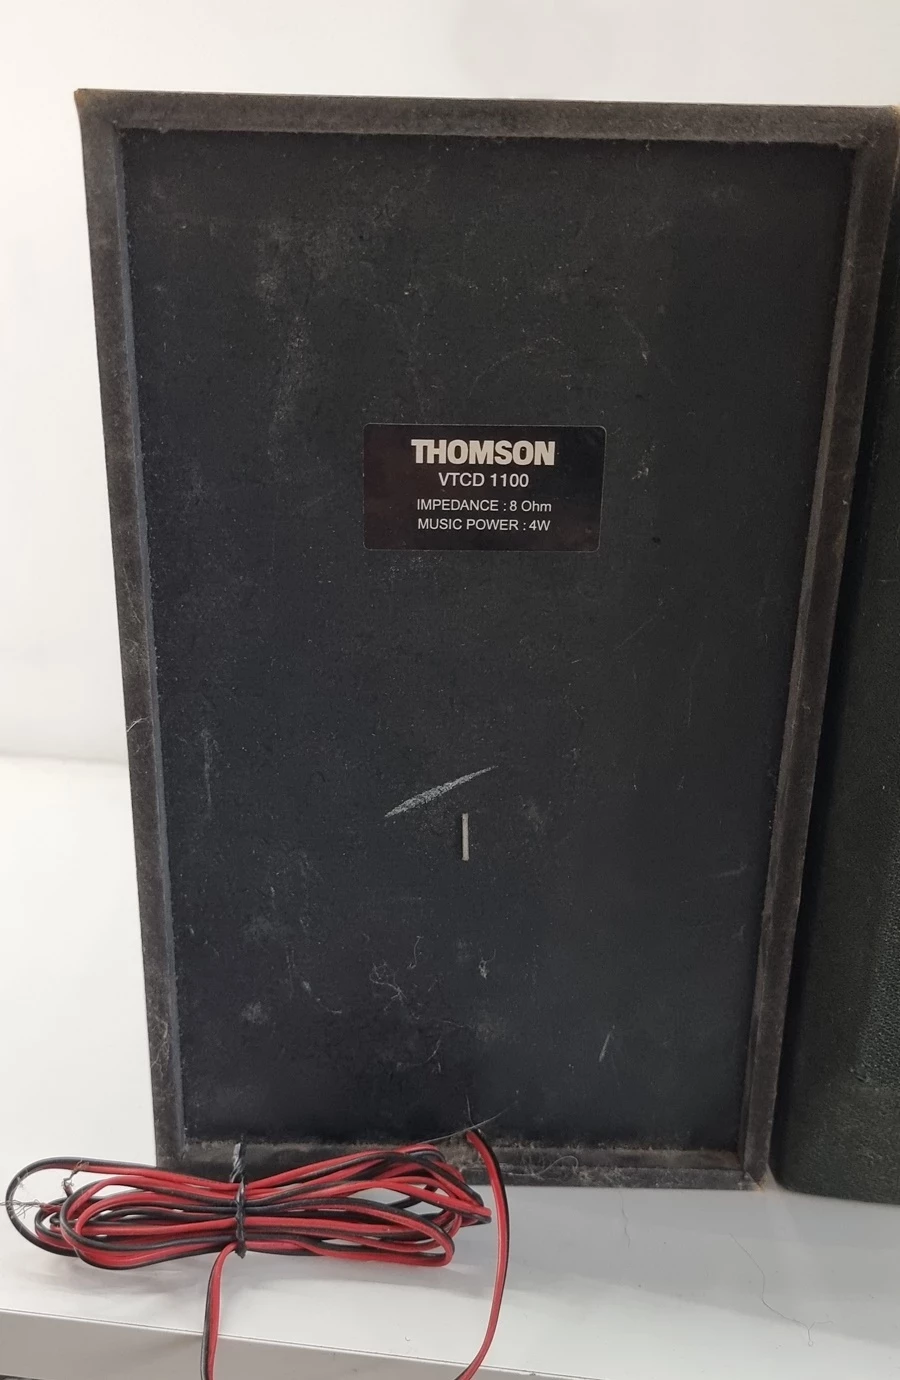 THOMSON
VTCD 1100
IMPEDANCE : 8 Ohm
MUSIC POWER : 4W